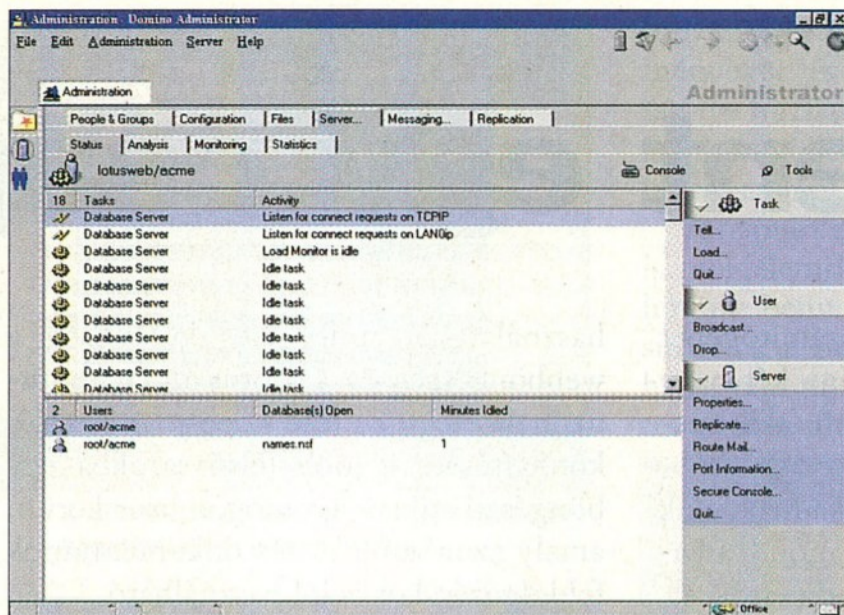 Administration - Domino Administrator
File Edit Administration Server Help
Administration
Administrator
People & Groups Configuration Files Server... Messaging... Replication
Status Analysis Monitoring Statistics
lotusweb/acme Console Tools
18 Tasks Activity
Database Server Listen for connect requests on TCPIP
Database Server Listen for connect requests on LAN0ip
Database Server Load Monitor is idle
Database Server Idle task
Database Server Idle task
Database Server Idle task
Database Server Idle task
Database Server Idle task
Database Server Idle task
Database Server Idle task
Database Server Idle task
2 Users Database(s) Open Minutes Idled
root/acme
root/acme names.nsf 1
Task
Tell...
Load...
Quit...
User
Broadcast...
Drop...
Server
Properties...
Replicate...
Route Mail...
Port Information...
Secure Console...
Quit...
Office